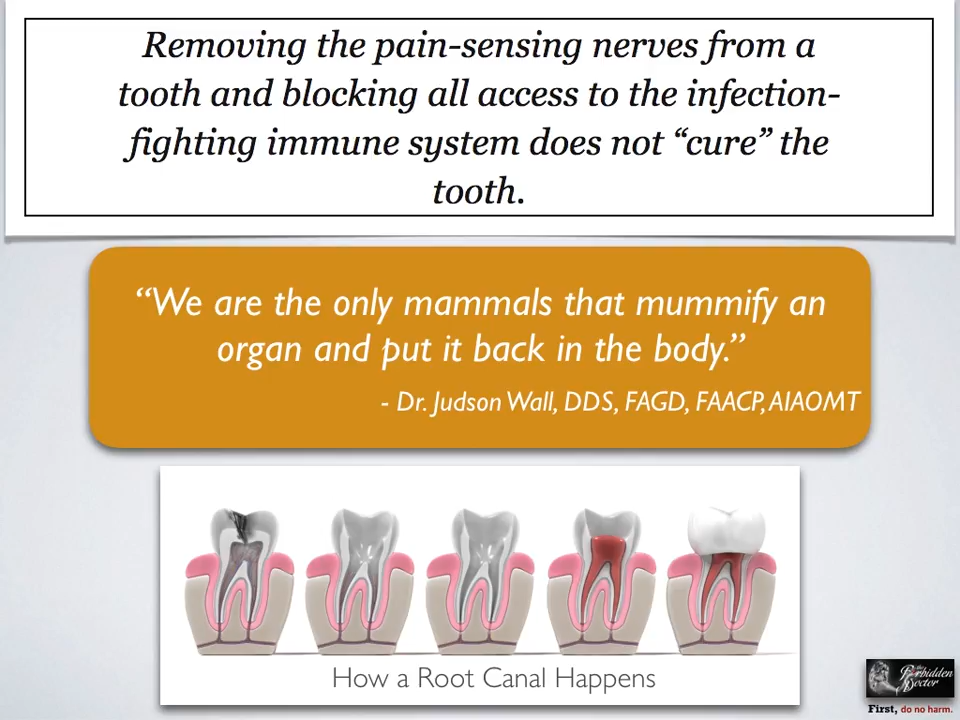 Removing the pain-sensing nerves from a
tooth and blocking all access to the infection-
fighting immune system does not “cure” the
tooth.
“We are the only mammals that mummify an
organ and put it back in the body.”
- Dr. Judson Wall, DDS, FAGD, FAACP, AIAOMT
How a Root Canal Happens
the
Forbidden
Doctor
First, do no harm.